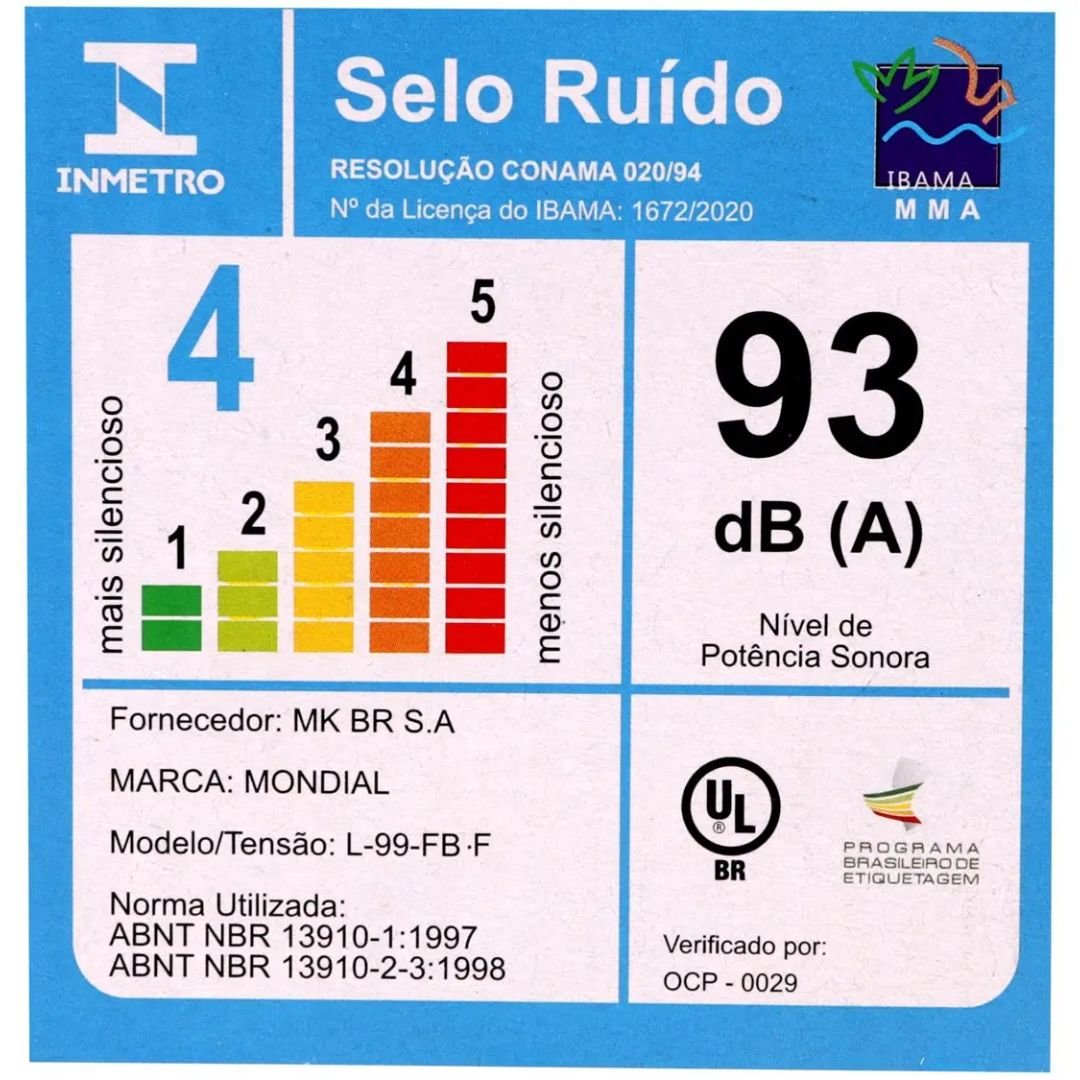 INMETRO
Selo Ruído
RESOLUÇÃO CONAMA 020/94
Nº da Licença do IBAMA: 1672/2020
IBAMA
MMA
4
mais silencioso
1
2
3
4
5
menos silencioso
93
dB (A)
Nível de
Potência Sonora
Fornecedor: MK BR S.A
MARCA: MONDIAL
Modelo/Tensão: L-99-FB-F
Norma Utilizada:
ABNT NBR 13910-1:1997
ABNT NBR 13910-2-3:1998
UL
®
BR
PROGRAMA
BRASILEIRO DE
ETIQUETAGEM
Verificado por:
OCP - 0029